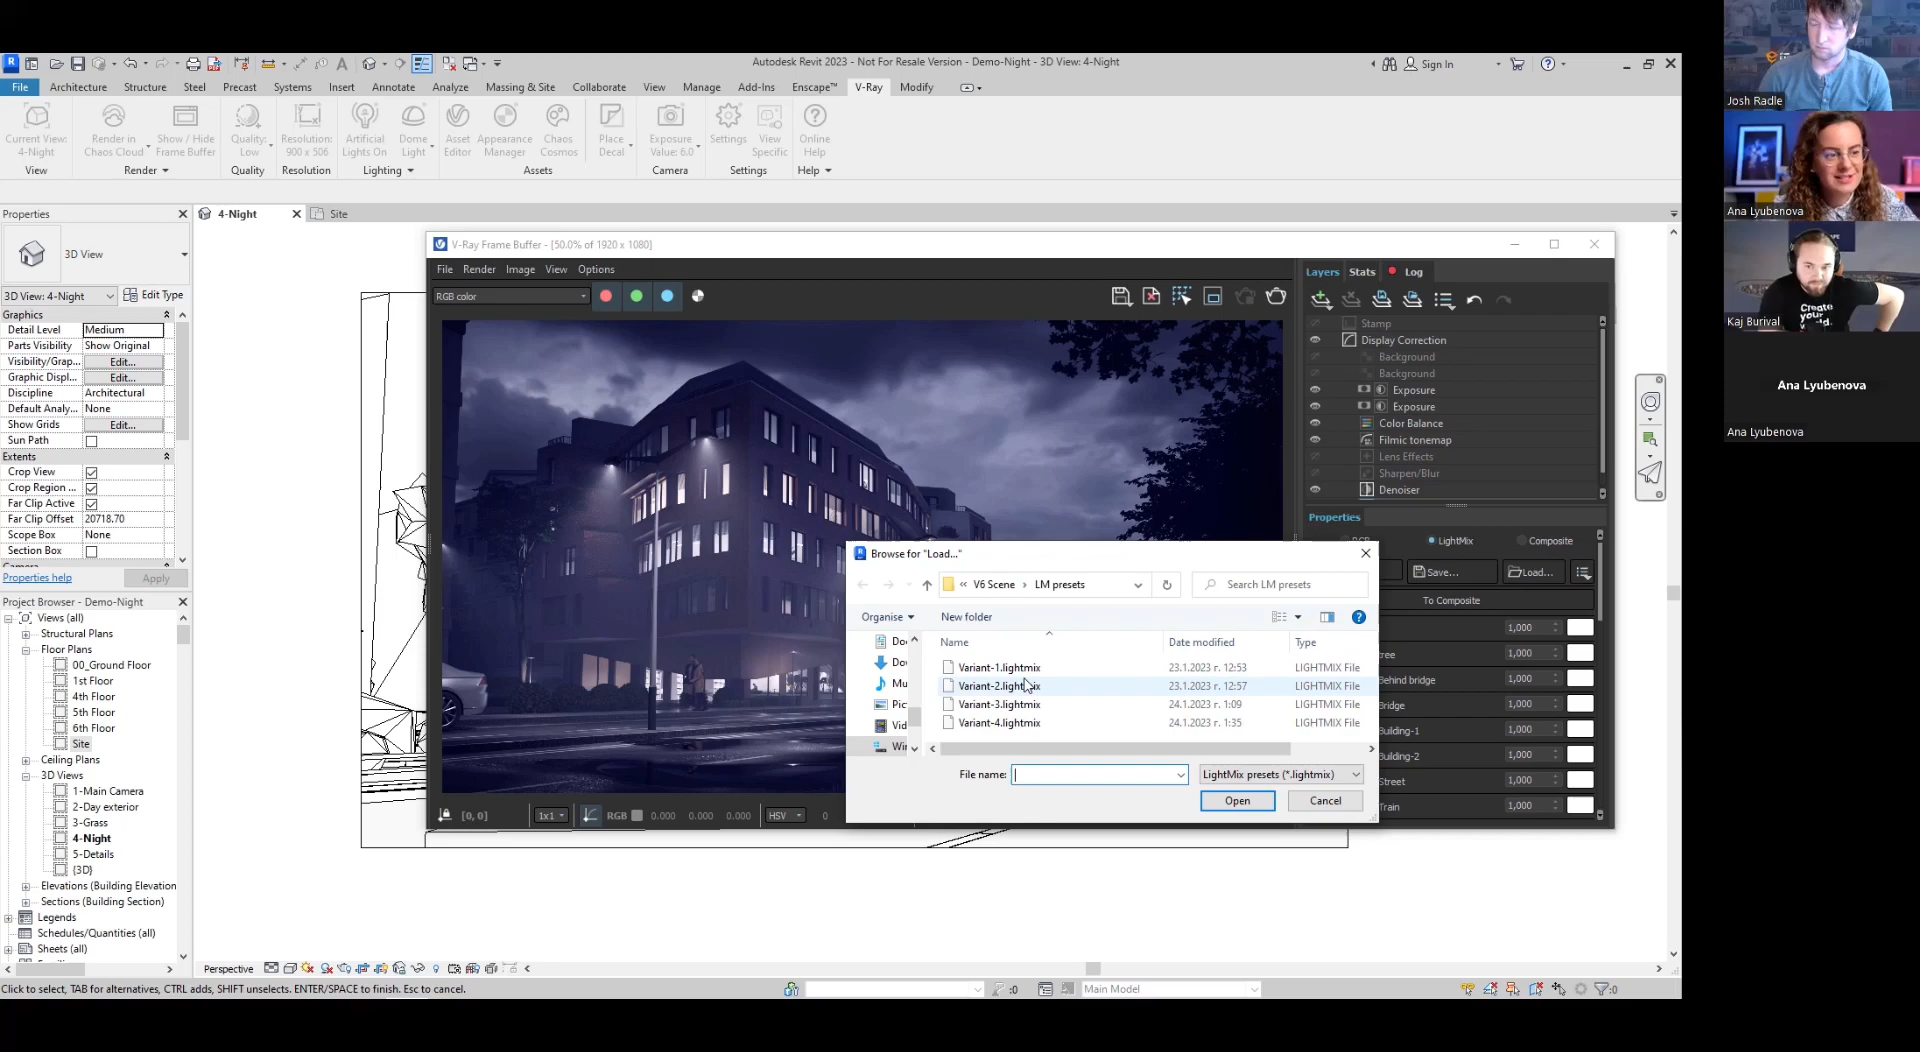 Autodesk Revit 2023 - Not For Resale Version - Demo-Night - 3D View: 4-Night
Sign In
File Architecture Structure Steel Precast Systems Insert Annotate Analyze Massing & Site Collaborate View Manage Add-Ins Enscape™ V-Ray Modify
Current View: 4-Night
Render in Chaos Cloud
Show / Hide Frame Buffer
Quality: Low
Resolution: 900 x 506
Artificial Lights On
Dome Light
Asset Editor
Appearance Manager
Chaos Cosmos
Place Decal
Exposure Value: 6.0
Settings
View Specific
Online Help
View Render Quality Resolution Lighting Assets Camera Settings Help
Properties
4-Night
Site
3D View
3D View: 4-Night
Edit Type
Graphics
Detail Level Medium
Parts Visibility Show Original
Visibility/Grap... Edit...
Graphic Displ... Edit...
Discipline Architectural
Default Analy... None
Show Grids Edit...
Sun Path
Extents
Crop View
Crop Region ...
Far Clip Active
Far Clip Offset 20718.70
Scope Box None
Section Box
Properties help
Apply
Project Browser - Demo-Night
Views (all)
Structural Plans
Floor Plans
00_Ground Floor
1st Floor
4th Floor
5th Floor
6th Floor
Site
Ceiling Plans
3D Views
1-Main Camera
2-Day exterior
3-Grass
4-Night
5-Details
{3D}
Elevations (Building Elevation
Sections (Building Section)
Legends
Schedules/Quantities (all)
Sheets (all)
V-Ray Frame Buffer - [50.0% of 1920 x 1080]
File Render Image View Options
RGB color
Layers Stats Log
Stamp
Display Correction
Background
Background
Exposure
Exposure
Color Balance
Filmic tonemap
Lens Effects
Sharpen/Blur
Denoiser
Properties
LightMix Composite
Save... Load...
To Composite
1,000
tree 1,000
Behind bridge 1,000
Bridge 1,000
Building-1 1,000
Building-2 1,000
Street 1,000
Train 1,000
[0, 0]
1x1
RGB 0.000 0.000 0.000
HSV 0
Browse for "Load..."
« V6 Scene › LM presets
Search LM presets
Organise New folder
Name Date modified Type
Variant-1.lightmix 23.1.2023 г. 12:53 LIGHTMIX File
Variant-2.lightmix 23.1.2023 г. 12:57 LIGHTMIX File
Variant-3.lightmix 24.1.2023 г. 1:09 LIGHTMIX File
Variant-4.lightmix 24.1.2023 г. 1:35 LIGHTMIX File
File name:
LightMix presets (*.lightmix)
Open Cancel
Perspective
Click to select, TAB for alternatives, CTRL adds, SHIFT unselects. ENTER/SPACE to finish. Esc to cancel.
:0
Main Model
:0
Josh Radle
Ana Lyubenova
Create your world.
Kaj Burival
Ana Lyubenova
Ana Lyubenova